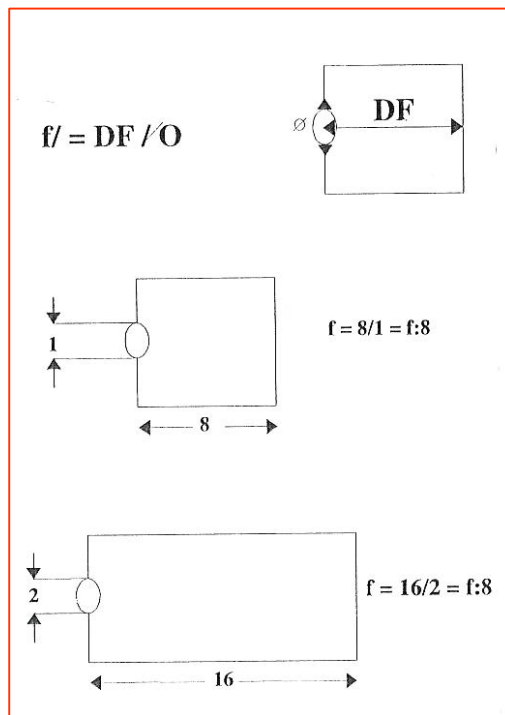 DF
Ø
f/ = DF / O
1
f = 8/1 = f:8
8
2
f = 16/2 = f:8
16